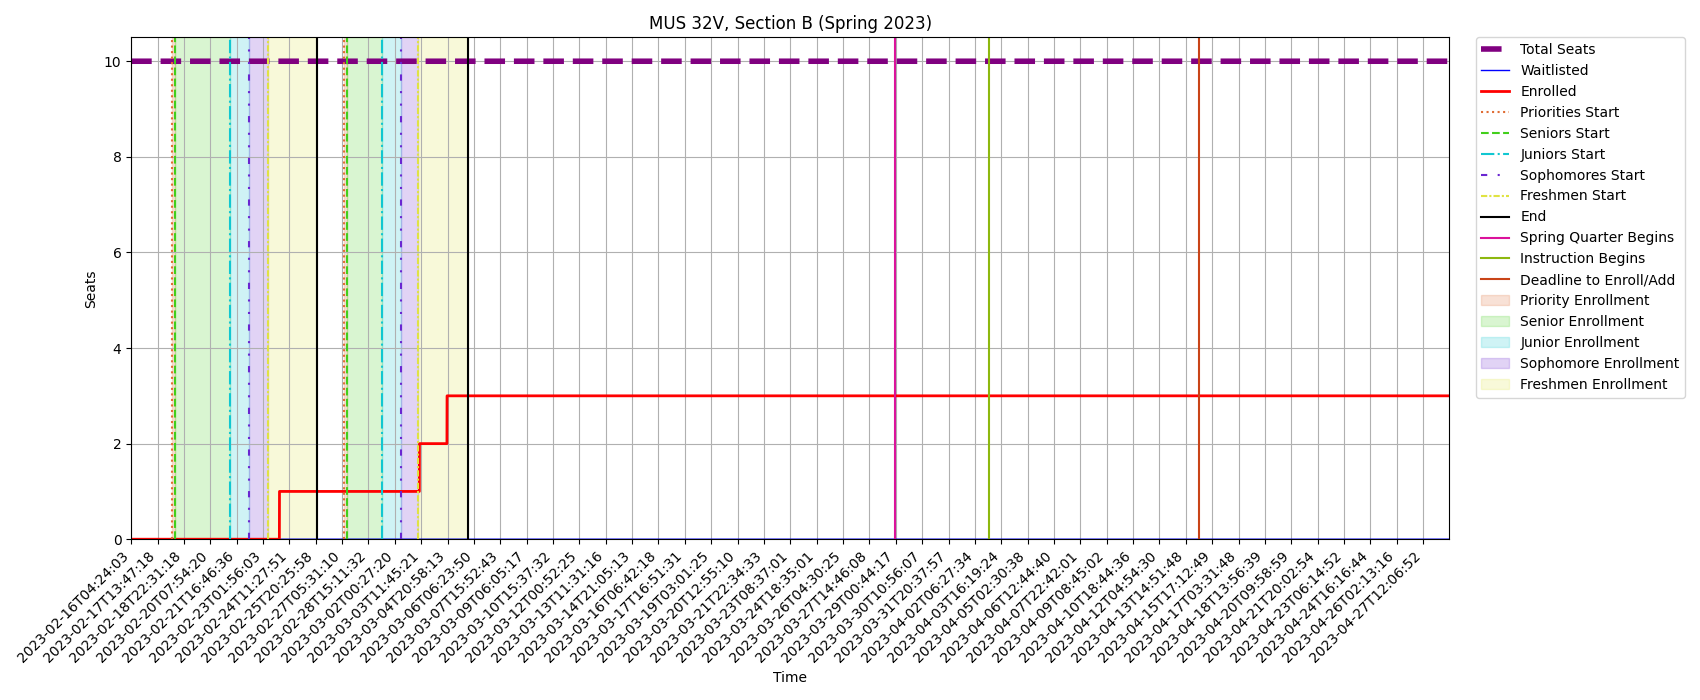 MUS 32V, Section B (Spring 2023)
10
8
6
4
2
0
Seats
2023-02-16T04:24:03
2023-02-17T13:47:18
2023-02-18T22:31:18
2023-02-20T07:54:20
2023-02-21T16:46:36
2023-02-23T01:56:03
2023-02-24T11:27:51
2023-02-25T20:25:58
2023-02-27T05:31:10
2023-02-28T15:11:32
2023-03-02T00:27:20
2023-03-03T11:45:21
2023-03-04T20:58:13
2023-03-06T06:23:50
2023-03-07T15:52:43
2023-03-09T06:05:17
2023-03-10T15:37:32
2023-03-12T00:52:25
2023-03-13T11:31:16
2023-03-14T21:05:13
2023-03-16T06:42:18
2023-03-17T16:51:31
2023-03-19T03:01:25
2023-03-20T12:55:10
2023-03-21T22:34:33
2023-03-23T08:37:01
2023-03-24T18:35:01
2023-03-26T04:30:25
2023-03-27T14:46:08
2023-03-29T00:44:17
2023-03-30T10:56:07
2023-03-31T20:37:57
2023-04-02T06:27:34
2023-04-03T16:19:24
2023-04-05T02:30:38
2023-04-06T12:44:40
2023-04-07T22:42:01
2023-04-09T08:45:02
2023-04-10T18:44:36
2023-04-12T04:54:30
2023-04-13T14:51:48
2023-04-15T17:12:49
2023-04-17T03:31:48
2023-04-18T13:56:39
2023-04-20T09:58:59
2023-04-21T20:02:54
2023-04-23T06:14:52
2023-04-24T16:16:44
2023-04-26T02:13:16
2023-04-27T12:06:52
Time
Total Seats
Waitlisted
Enrolled
Priorities Start
Seniors Start
Juniors Start
Sophomores Start
Freshmen Start
End
Spring Quarter Begins
Instruction Begins
Deadline to Enroll/Add
Priority Enrollment
Senior Enrollment
Junior Enrollment
Sophomore Enrollment
Freshmen Enrollment